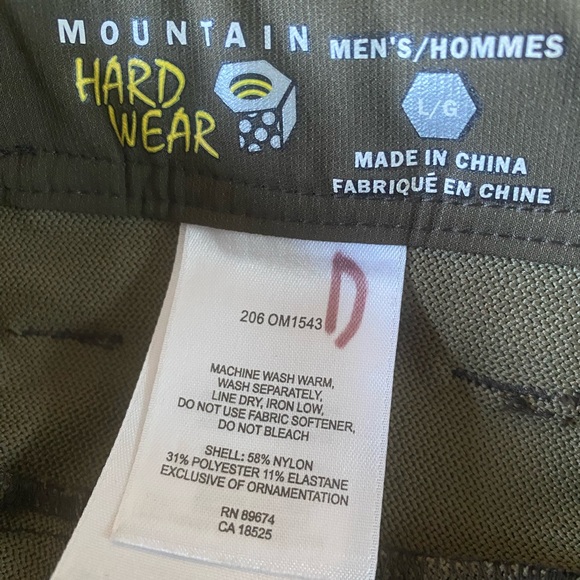 MOUNTAIN
HARD
WEAR
MEN'S/HOMMES
L/G
MADE IN CHINA
FABRIQUÉ EN CHINE
206 OM1543 D
MACHINE WASH WARM,
WASH SEPARATELY,
LINE DRY, IRON LOW,
DO NOT USE FABRIC SOFTENER,
DO NOT BLEACH
SHELL: 58% NYLON
31% POLYESTER 11% ELASTANE
EXCLUSIVE OF ORNAMENTATION
RN 89674
CA 18525